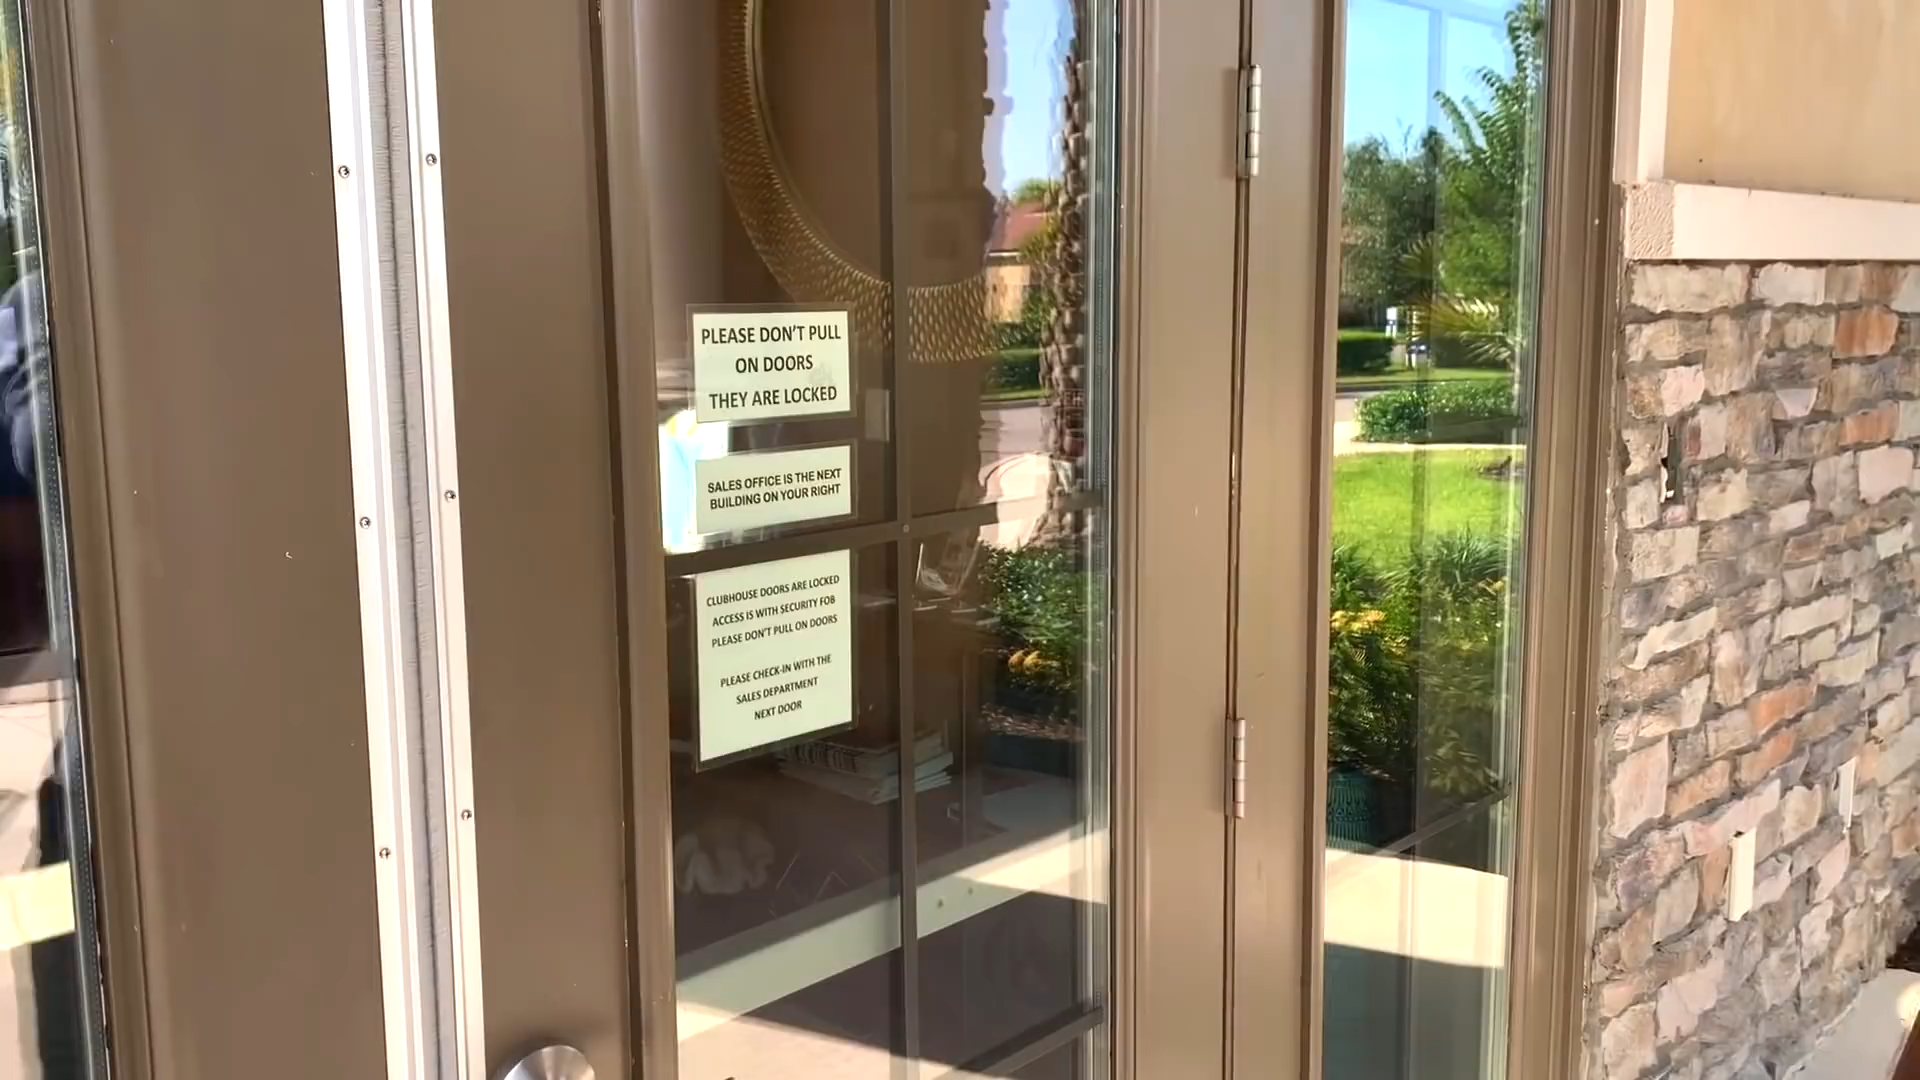 PLEASE DON'T PULL
ON DOORS
THEY ARE LOCKED
SALES OFFICE IS THE NEXT
BUILDING ON YOUR RIGHT
CLUBHOUSE DOORS ARE LOCKED
ACCESS IS WITH SECURITY FOB
PLEASE DON'T PULL ON DOORS
PLEASE CHECK-IN WITH THE
SALES DEPARTMENT
NEXT DOOR